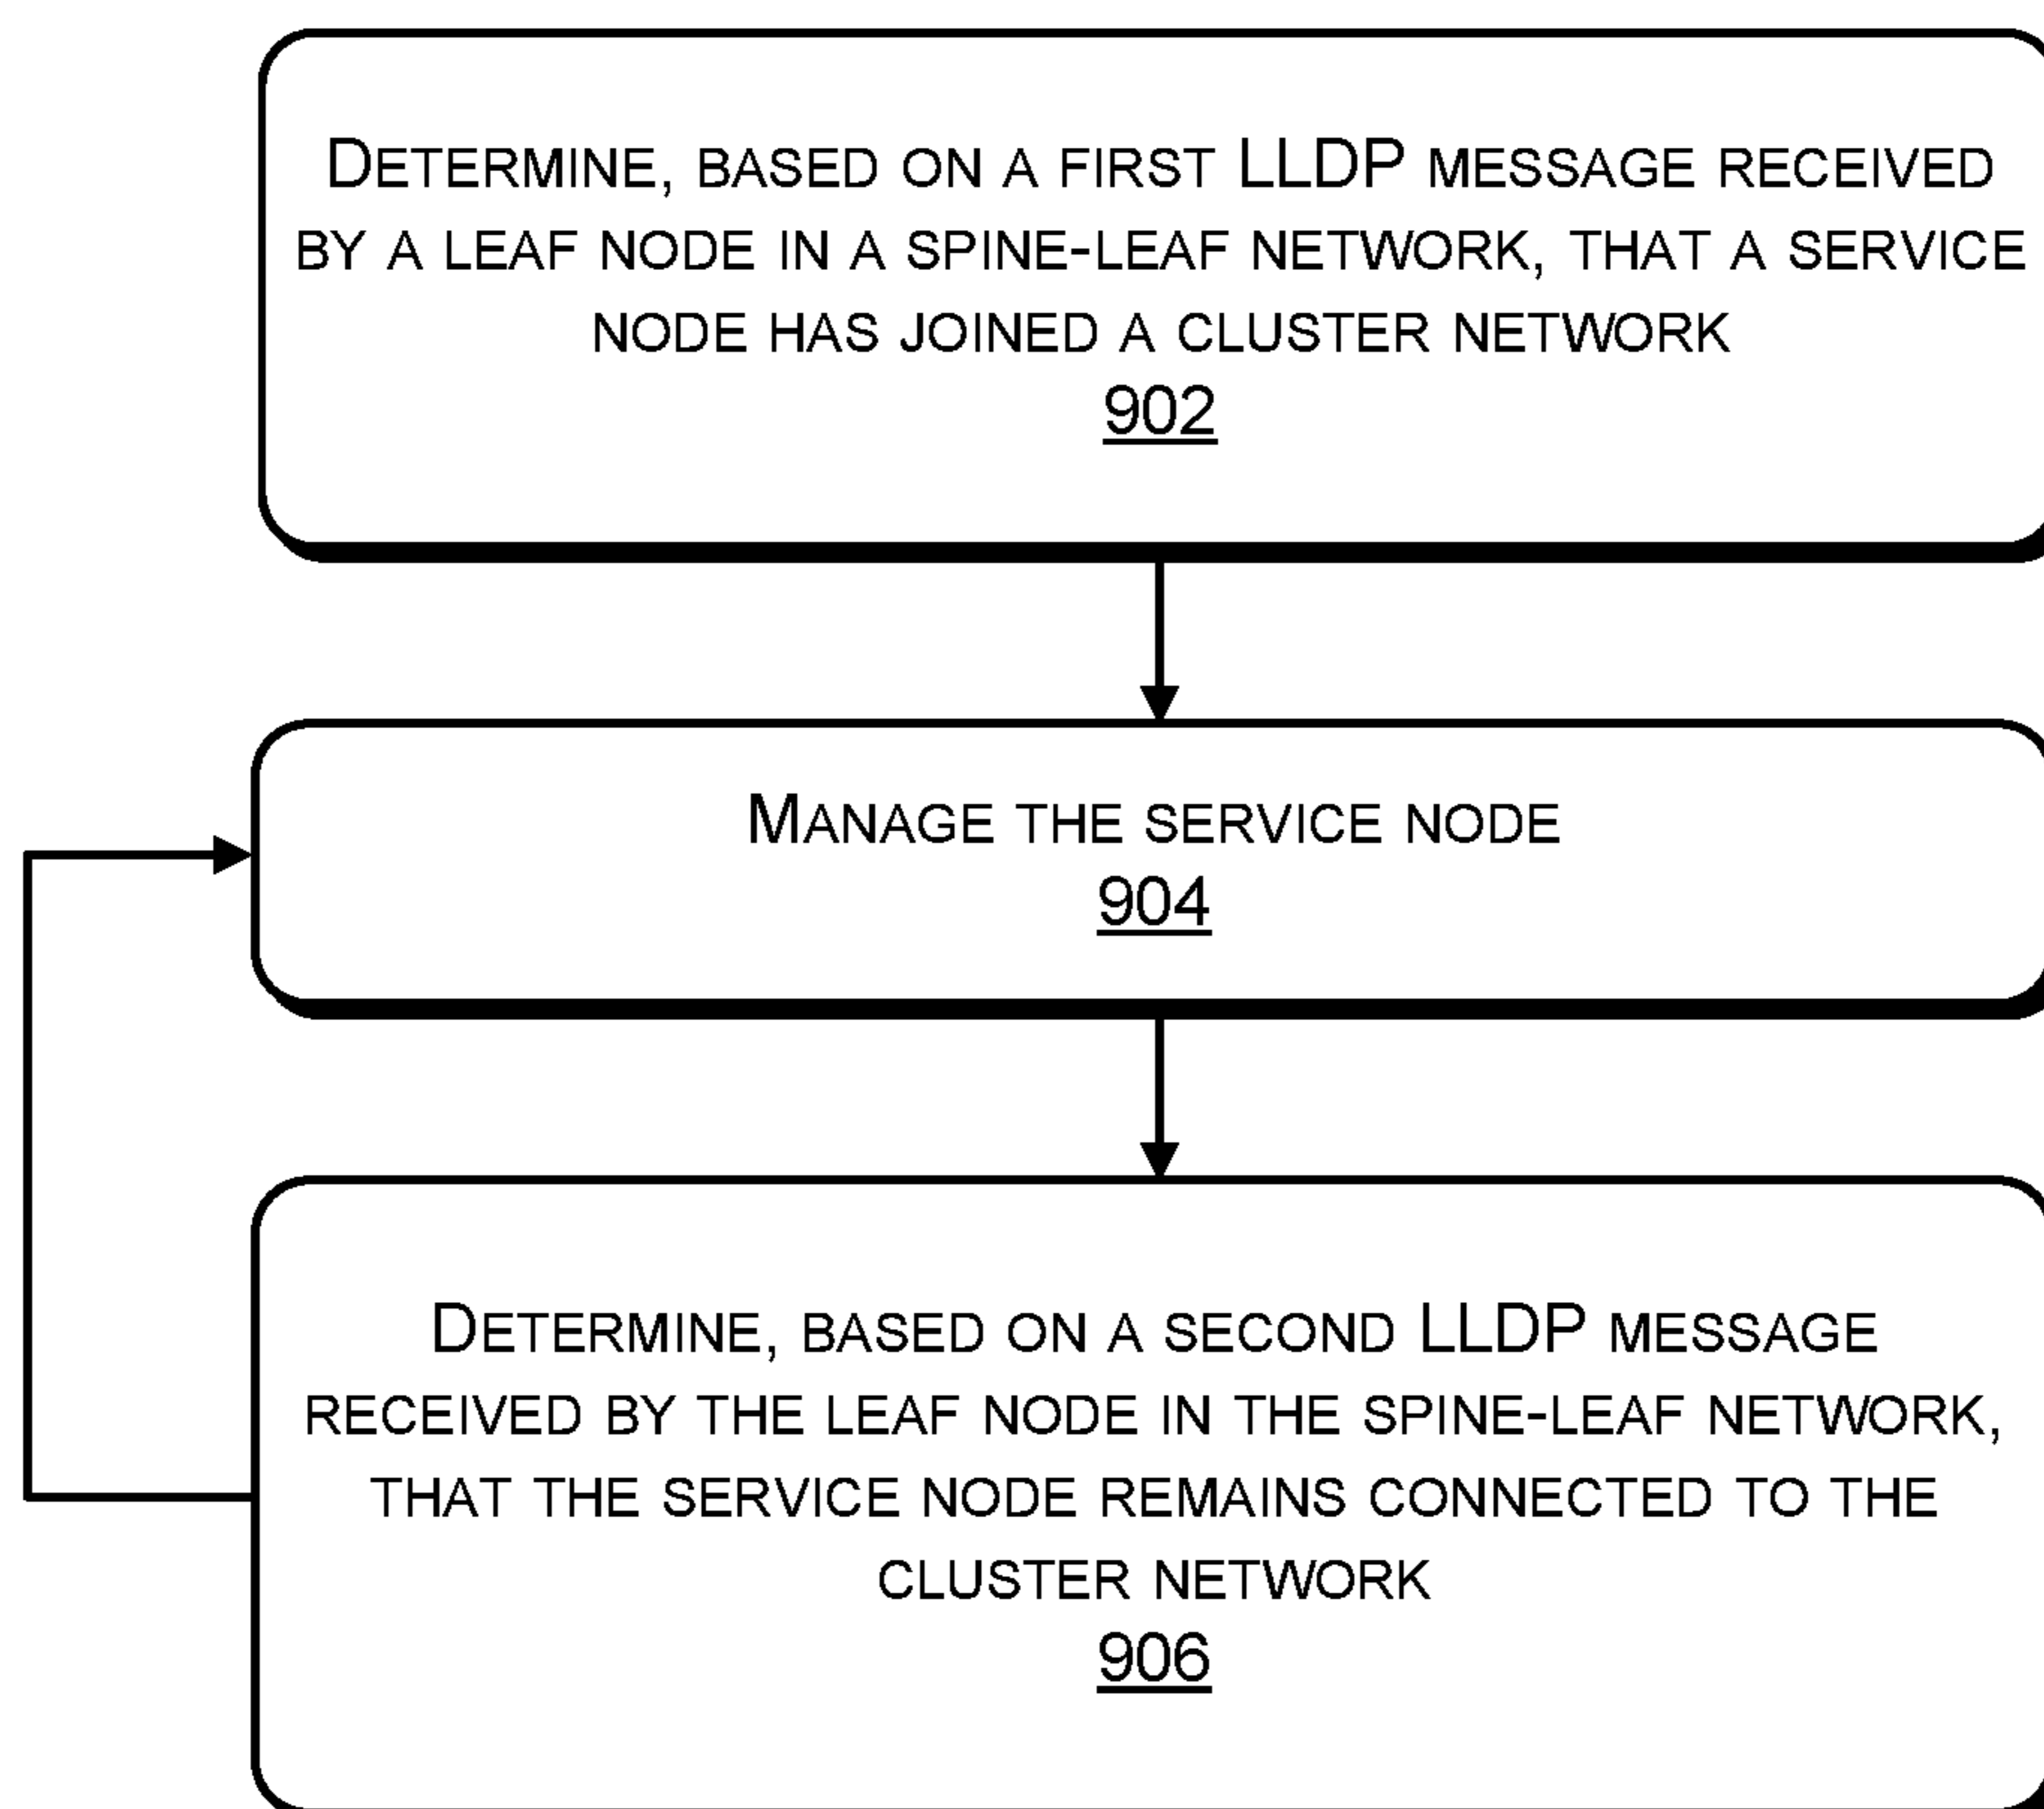 DETERMINE, BASED ON A FIRST LLDP MESSAGE RECEIVED
BY A LEAF NODE IN A SPINE-LEAF NETWORK, THAT A SERVICE
NODE HAS JOINED A CLUSTER NETWORK
902
MANAGE THE SERVICE NODE
904
DETERMINE, BASED ON A SECOND LLDP MESSAGE
RECEIVED BY THE LEAF NODE IN THE SPINE-LEAF NETWORK,
THAT THE SERVICE NODE REMAINS CONNECTED TO THE
CLUSTER NETWORK
906